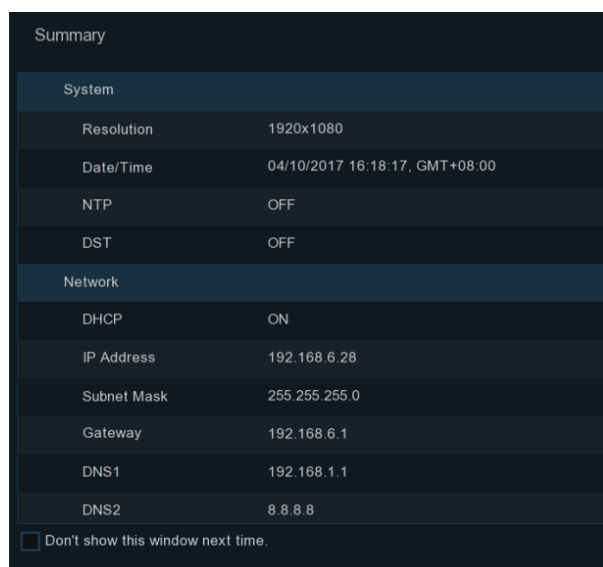 Summary
System
Resolution 1920x1080
Date/Time 04/10/2017 16:18:17, GMT+08:00
NTP OFF
DST OFF
Network
DHCP ON
IP Address 192.168.6.28
Subnet Mask 255.255.255.0
Gateway 192.168.6.1
DNS1 192.168.1.1
DNS2 8.8.8.8
Don't show this window next time.